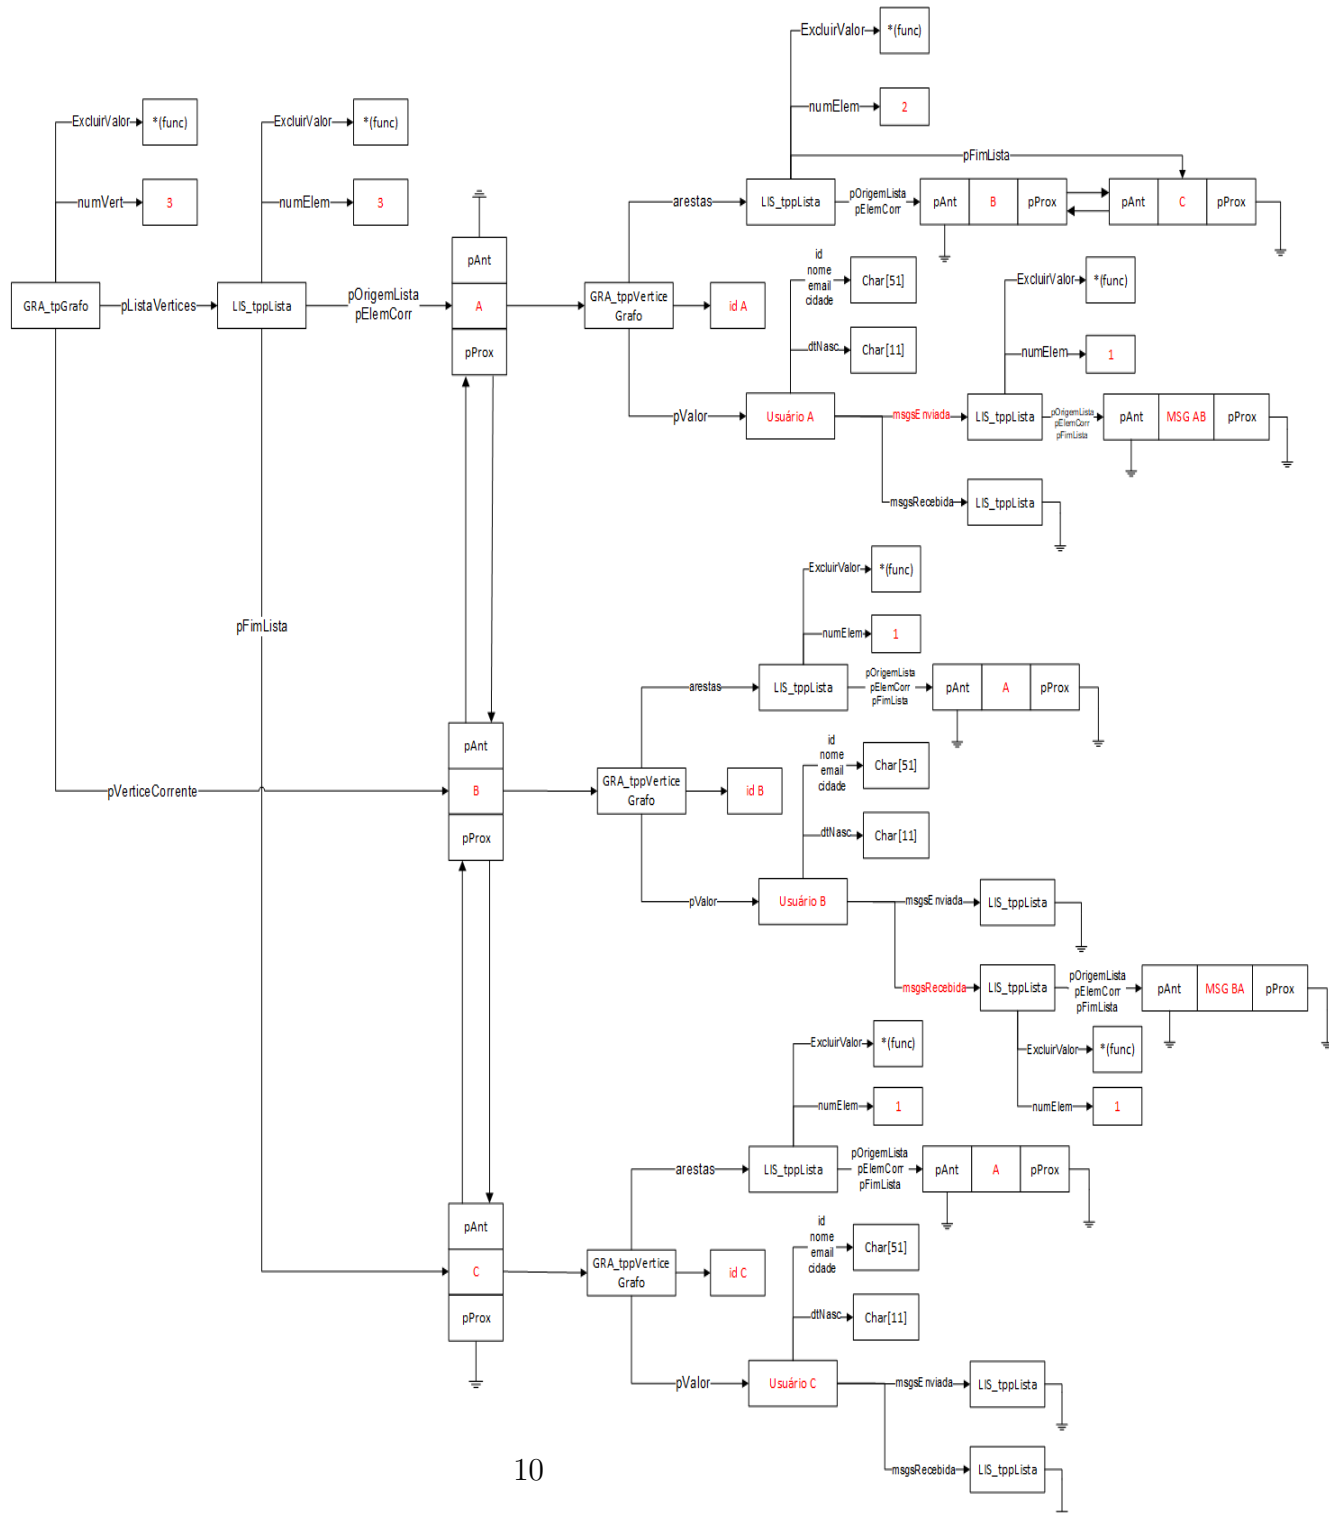 ExcluirValor
*(func)
numElem
2
pFimLista
ExcluirValor
*(func)
ExcluirValor
*(func)
numVert
3
numElem
3
arestas
LIS_tppLista
pOrigemLista
pElemCorr
pAnt
B
pProx
pAnt
C
pProx
pAnt
id
nome
email
cidade
Char[51]
ExcluirValor
*(func)
GRA_tpGrafo
pListaVertices
LIS_tppLista
pOrigemLista
pElemCorr
A
GRA_tppVertice
Grafo
id A
dtNasc
Char[11]
numElem
1
pProx
pValor
Usuário A
msgsEnviada
LIS_tppLista
pOrigemLista
pElemCorr
pFimLista
pAnt
MSG AB
pProx
msgsRecebida
LIS_tppLista
ExcluirValor
*(func)
pFimLista
numElem
1
arestas
LIS_tppLista
pOrigemLista
pElemCorr
pFimLista
pAnt
A
pProx
pAnt
id
nome
email
cidade
Char[51]
pVerticeCorrente
B
GRA_tppVertice
Grafo
id B
pProx
dtNasc
Char[11]
pValor
Usuário B
msgsEnviada
LIS_tppLista
msgsRecebida
LIS_tppLista
pOrigemLista
pElemCorr
pFimLista
pAnt
MSG BA
pProx
ExcluirValor
*(func)
ExcluirValor
*(func)
numElem
1
numElem
1
arestas
LIS_tppLista
pOrigemLista
pElemCorr
pFimLista
pAnt
A
pProx
pAnt
id
nome
email
cidade
Char[51]
C
GRA_tppVertice
Grafo
id C
pProx
dtNasc
Char[11]
pValor
Usuário C
msgsEnviada
LIS_tppLista
msgsRecebida
LIS_tppLista
10